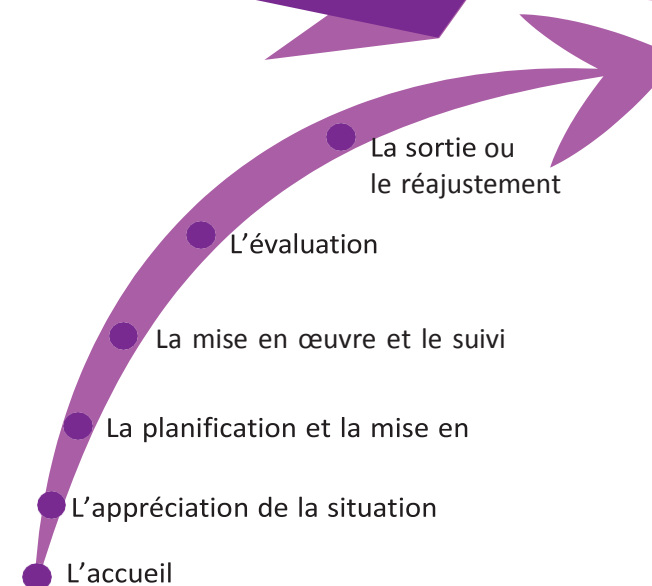 La sortie ou
le réajustement
L'évaluation
La mise en œuvre et le suivi
La planification et la mise en
L'appréciation de la situation
L'accueil